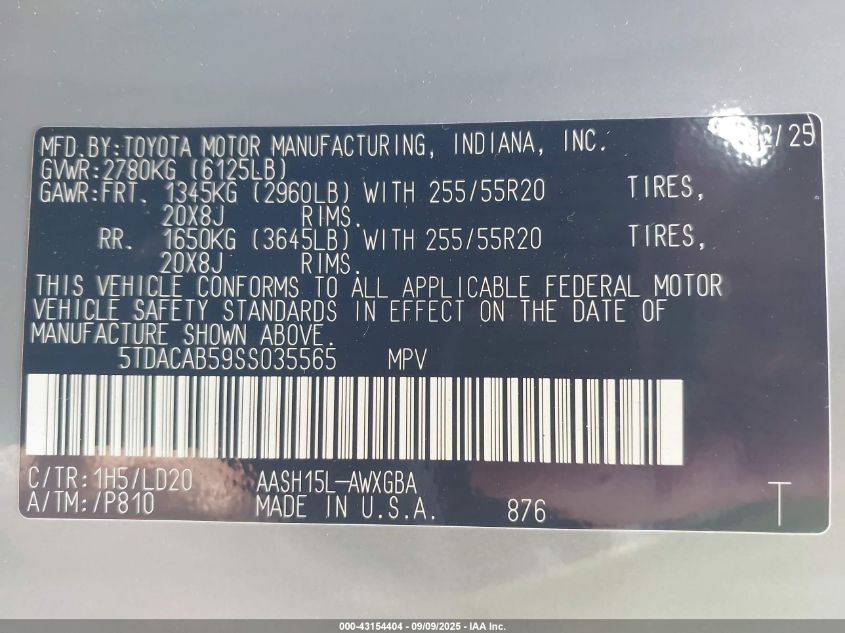 MFD.BY:TOYOTA MOTOR MANUFACTURING, INDIANA, INC. /25
GVWR:2780KG (6125LB)
GAWR:FRT. 1345KG (2960LB) WITH 255/55R20 TIRES,
20X8J RIMS.
RR. 1650KG (3645LB) WITH 255/55R20 TIRES,
20X8J RIMS.
THIS VEHICLE CONFORMS TO ALL APPLICABLE FEDERAL MOTOR
VEHICLE SAFETY STANDARDS IN EFFECT ON THE DATE OF
MANUFACTURE SHOWN ABOVE.
5TDACAB59SS035565 MPV
C/TR:1H5/LD20 AASH15L-AWXGBA
A/TM:/P810 MADE IN U.S.A. 876 T
000-43154404 - 09/09/2025 - IAA Inc.